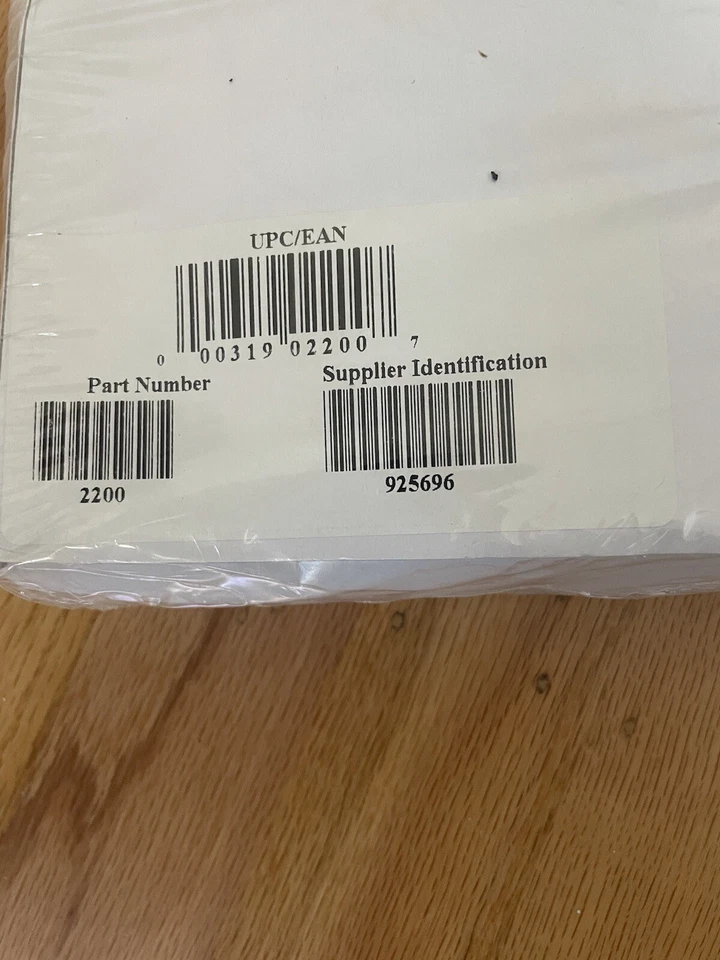 UPC/EAN
0 00319 02200 7
Part Number
2200
Supplier Identification
925696